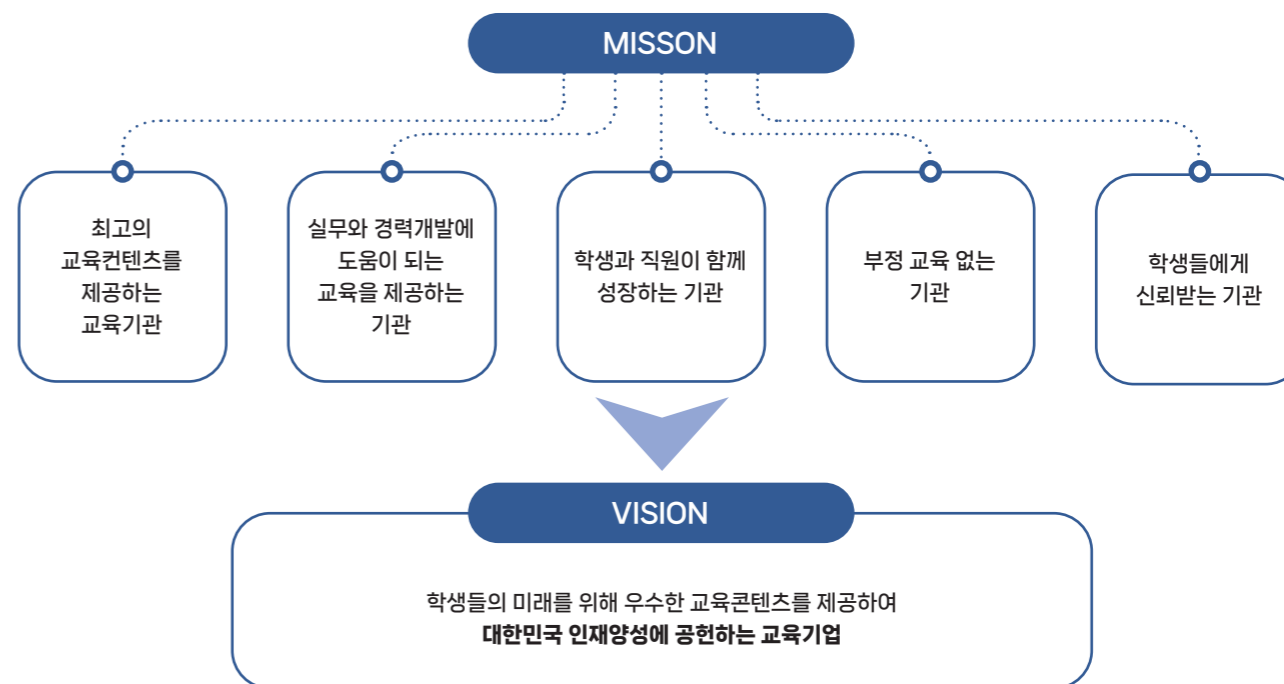 MISSON
최고의
교육컨텐츠를
제공하는
교육기관
실무와 경력개발에
도움이 되는
교육을 제공하는
기관
학생과 직원이 함께
성장하는 기관
부정 교육 없는
기관
학생들에게
신뢰받는 기관
VISION
학생들의 미래를 위해 우수한 교육콘텐츠를 제공하여
대한민국 인재양성에 공헌하는 교육기업